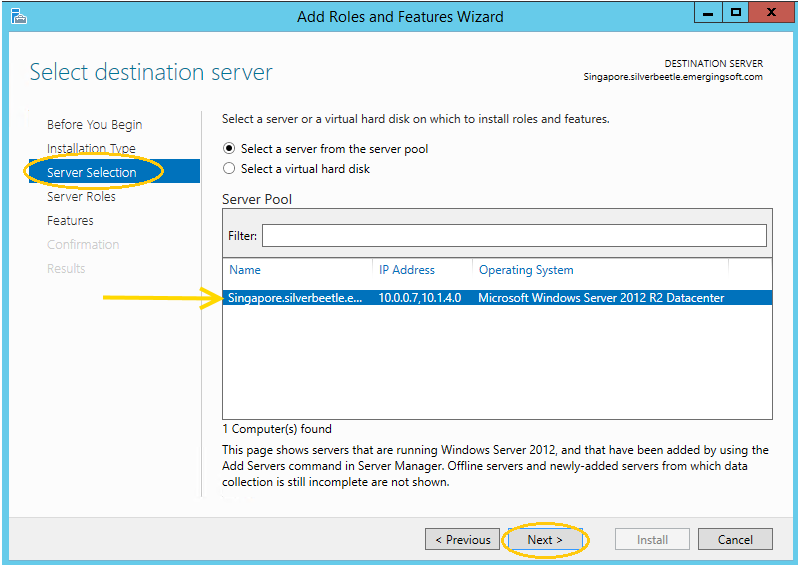 Add Roles and Features Wizard
Select destination server
DESTINATION SERVER
Singapore.silverbeetle.emergingsoft.com
Before You Begin
Installation Type
Server Selection
Server Roles
Features
Confirmation
Results
Select a server or a virtual hard disk on which to install roles and features.
Select a server from the server pool
Select a virtual hard disk
Server Pool
Filter:
Name IP Address Operating System
Singapore.silverbeetle.e... 10.0.0.7,10.1.4.0 Microsoft Windows Server 2012 R2 Datacenter
1 Computer(s) found
This page shows servers that are running Windows Server 2012, and that have been added by using the
Add Servers command in Server Manager. Offline servers and newly-added servers from which data
collection is still incomplete are not shown.
< Previous Next > Install Cancel